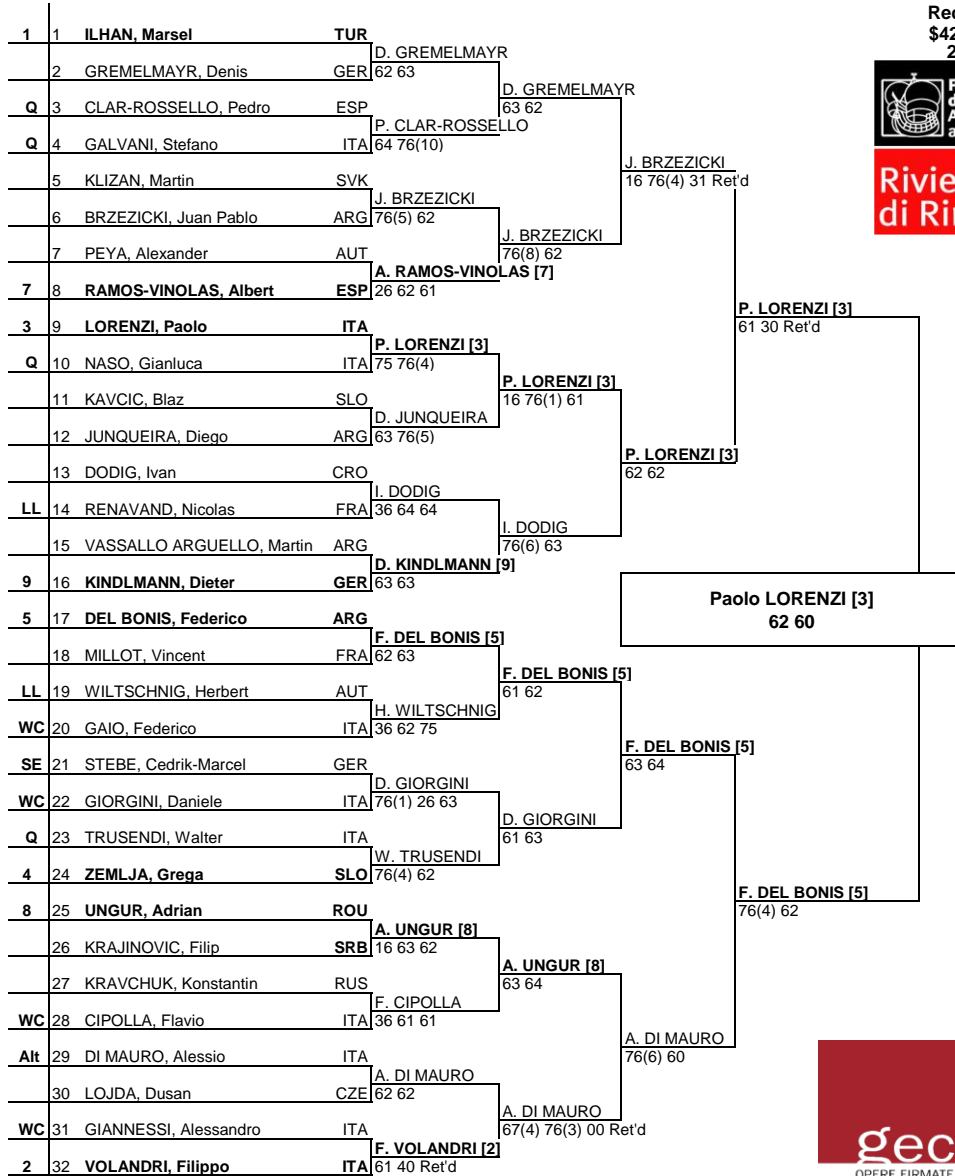 1 1 ILHAN, Marsel TUR
D. GREMELMAYR
2 GREMELMAYR, Denis GER 62 63
D. GREMELMAYR
Q 3 CLAR-ROSSELLO, Pedro ESP 63 62
P. CLAR-ROSSELLO
Q 4 GALVANI, Stefano ITA 64 76(10)
J. BRZEZICKI
5 KLIZAN, Martin SVK 16 76(4) 31 Ret'd
J. BRZEZICKI
6 BRZEZICKI, Juan Pablo ARG 76(5) 62
J. BRZEZICKI
7 PEYA, Alexander AUT 76(8) 62
A. RAMOS-VINOLAS [7]
7 8 RAMOS-VINOLAS, Albert ESP 26 62 61
P. LORENZI [3]
3 9 LORENZI, Paolo ITA 61 30 Ret'd
P. LORENZI [3]
Q 10 NASO, Gianluca ITA 75 76(4)
P. LORENZI [3]
11 KAVCIC, Blaz SLO 16 76(1) 61
D. JUNQUEIRA
12 JUNQUEIRA, Diego ARG 63 76(5)
P. LORENZI [3]
13 DODIG, Ivan CRO 62 62
I. DODIG
LL 14 RENAVAND, Nicolas FRA 36 64 64
I. DODIG
15 VASSALLO ARGUELLO, Martin ARG 76(6) 63
D. KINDLMANN [9]
9 16 KINDLMANN, Dieter GER 63 63
Paolo LORENZI [3]
62 60
5 17 DEL BONIS, Federico ARG
F. DEL BONIS [5]
18 MILLOT, Vincent FRA 62 63
F. DEL BONIS [5]
LL 19 WILTSCHNIG, Herbert AUT 61 62
H. WILTSCHNIG
WC 20 GAIO, Federico ITA 36 62 75
F. DEL BONIS [5]
SE 21 STEBE, Cedrik-Marcel GER 63 64
D. GIORGINI
WC 22 GIORGINI, Daniele ITA 76(1) 26 63
D. GIORGINI
Q 23 TRUSENDI, Walter ITA 61 63
W. TRUSENDI
4 24 ZEMLJA, Grega SLO 76(4) 62
F. DEL BONIS [5]
8 25 UNGUR, Adrian ROU 76(4) 62
A. UNGUR [8]
26 KRAJINOVIC, Filip SRB 16 63 62
A. UNGUR [8]
27 KRAVCHUK, Konstantin RUS 63 64
F. CIPOLLA
WC 28 CIPOLLA, Flavio ITA 36 61 61
A. DI MAURO
Alt 29 DI MAURO, Alessio ITA 76(6) 60
A. DI MAURO
30 LOJDA, Dusan CZE 62 62
A. DI MAURO
WC 31 GIANNESSI, Alessandro ITA 67(4) 76(3) 00 Ret'd
F. VOLANDRI [2]
2 32 VOLANDRI, Filippo ITA 61 40 Ret'd
$42
Rivie
di Ri
gec
OPERE FIRMATE